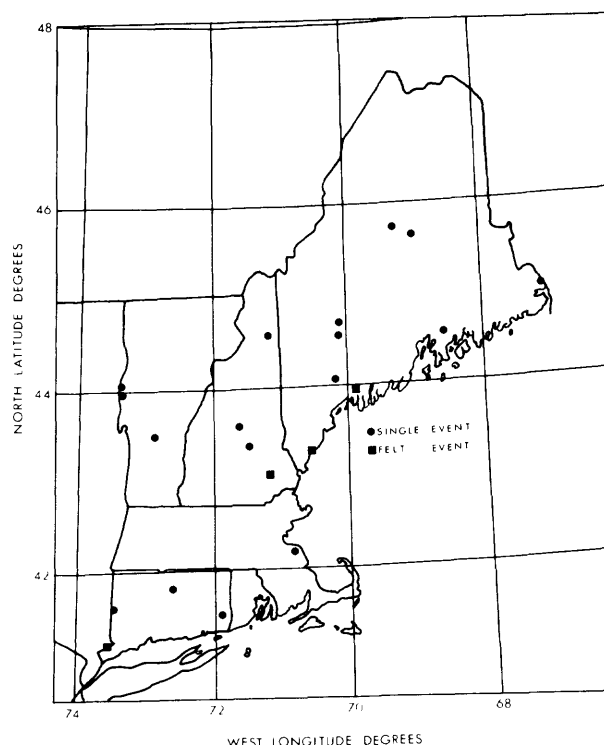 48
46
44
42
NORTH LATITUDE DEGREES
SINGLE EVENT
FELT EVENT
74
72
70
68
WEST LONGITUDE DEGREES